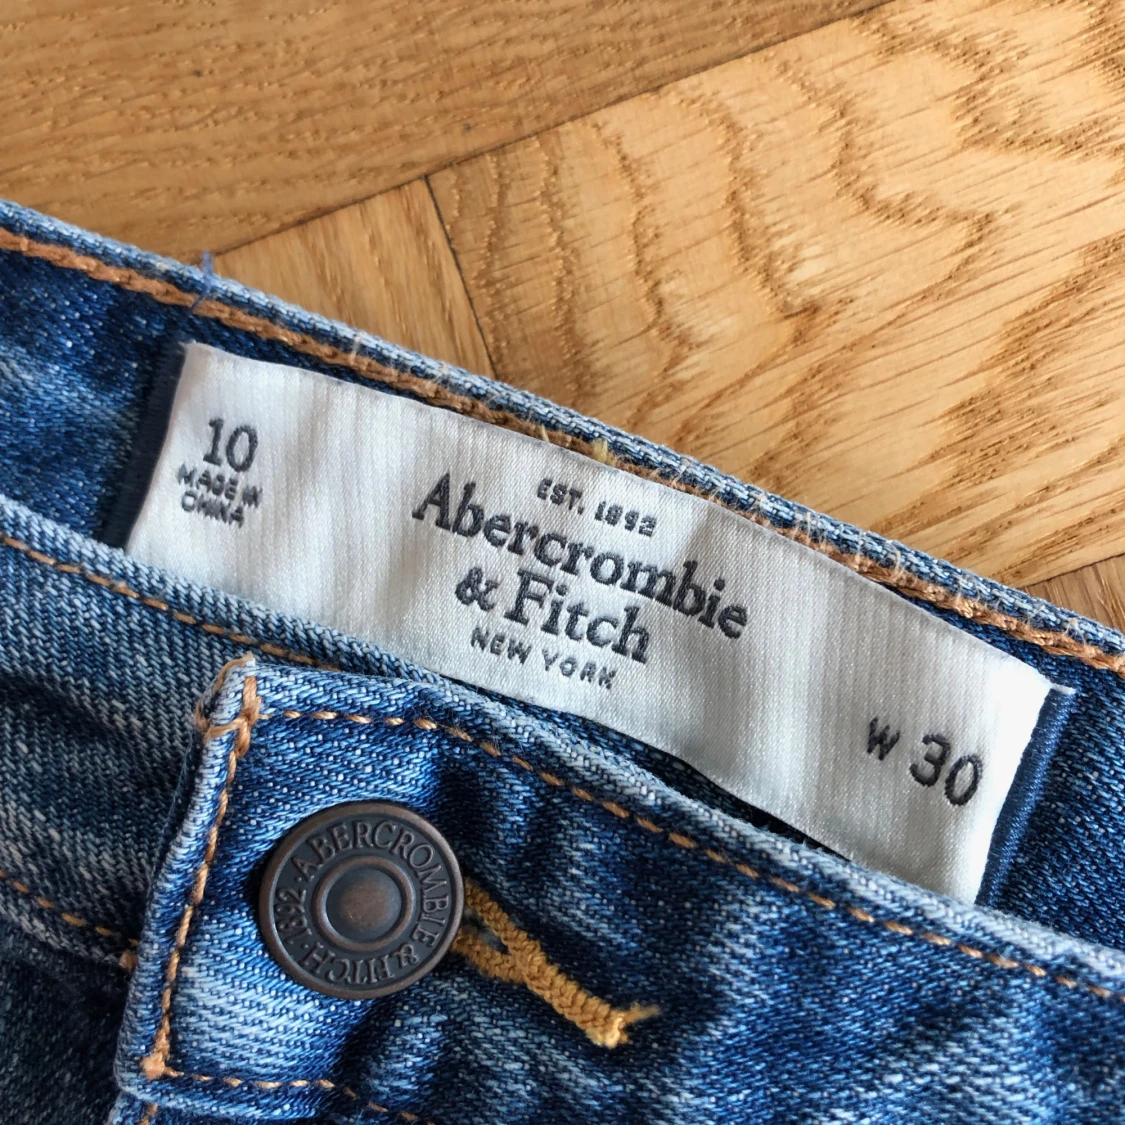 10
MADE IN
CHINA
EST. 1892
Abercrombie
& Fitch
NEW YORK
W 30
ABERCROMBIE & FITCH · 1892 ·